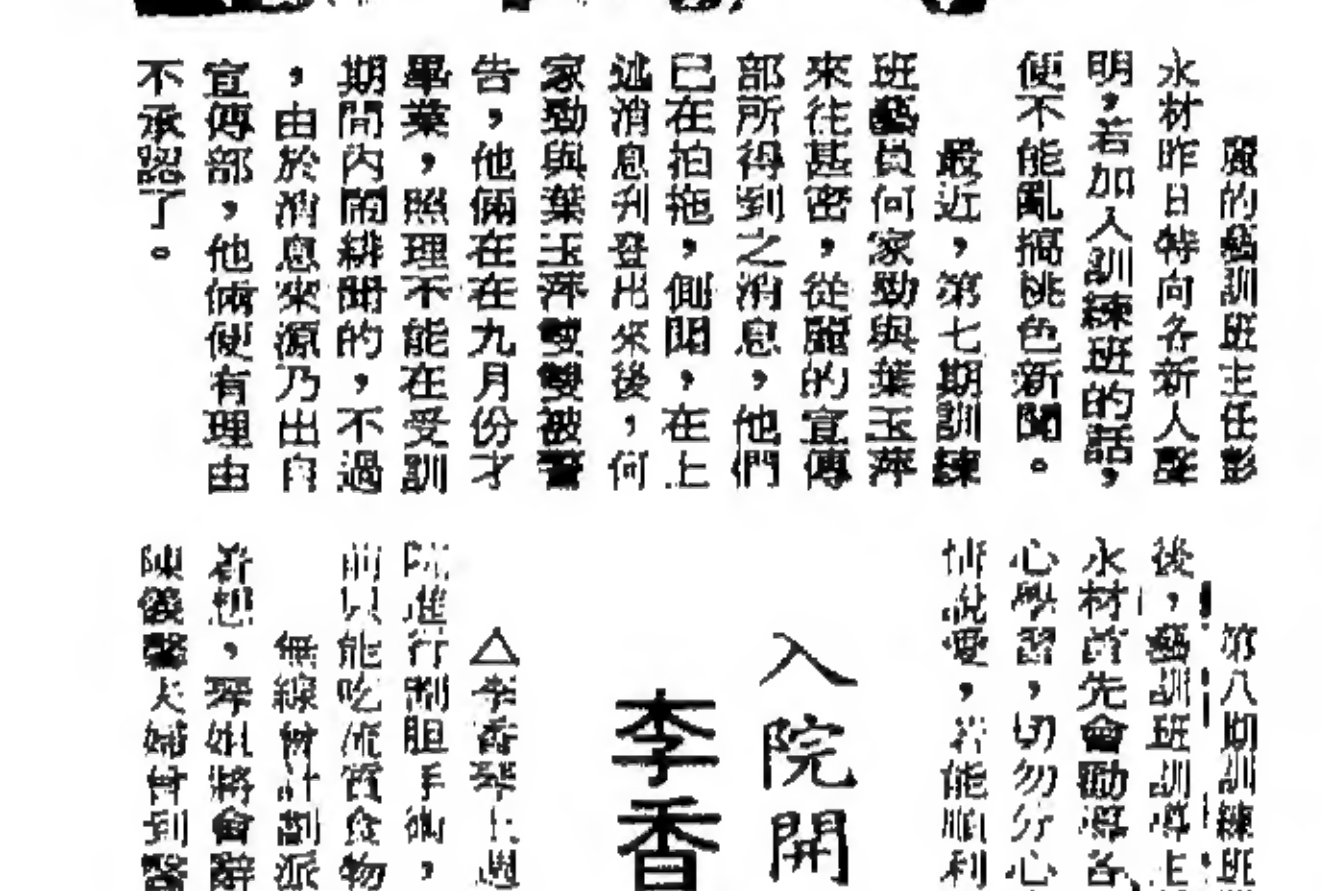 麗的藝訓班主任彭
永材昨日特向各新人聲
明,若加入訓練班的話,
便不能亂搞桃色新聞。
最近,第七期訓練
班藝員何家勁與葉玉萍
來往甚密,從麗的宣傳
部所得到之消息,他們
已在拍拖,側聞,在上
述消息刋登出來後,何
家勁與葉玉萍雙雙被警
告,他倆在在九月份才
畢業,照理不能在受訓
期間內鬧緋聞的,不過
,由於消息來源乃出自
宣傳部,他倆便有理由
不承認了。
第八期訓練班
後,藝訓班訓導主
永材首先會勸導各
心學習,切勿分心
情說愛,若能順利
入院開
李香
△李香琴上週
院進行割胆手術,
前只能吃流質食物
無線曾計劃派
着想,琴姐將會辭
陳儀馨夫婦曾到醫